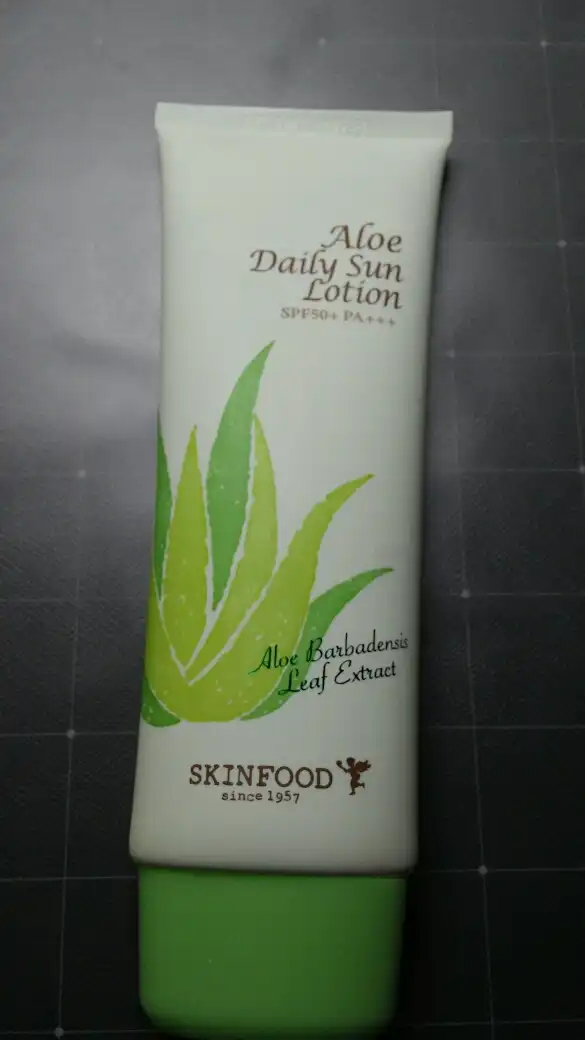 Aloe
Daily Sun
Lotion
SPF50+ PA+++
Aloe Barbadensis
Leaf Extract
SKINFOOD
since 1957